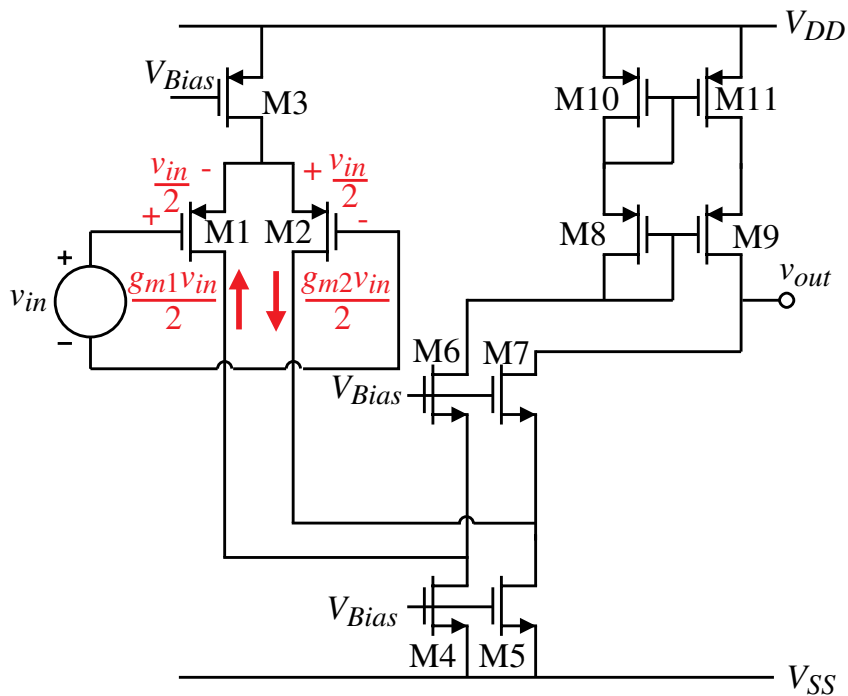 V_DD
V_Bias
M3
M10
M11
v_in/2 - + v_in/2
+ M1 M2 -
M8
M9
+
v_in
−
g_m1 v_in/2
g_m2 v_in/2
v_out
M6
M7
V_Bias
V_Bias
M4
M5
V_SS